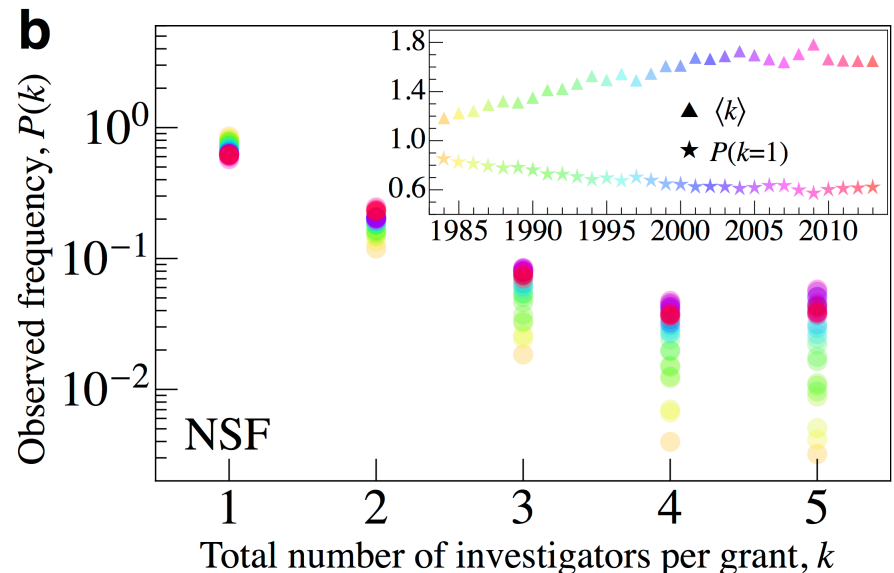 b
Observed frequency, P(k)
10^0
10^-1
10^-2
NSF
1 2 3 4 5
Total number of investigators per grant, k
1.8
1.4
1.0
0.6
▲ ⟨k⟩
★ P(k=1)
1985 1990 1995 2000 2005 2010